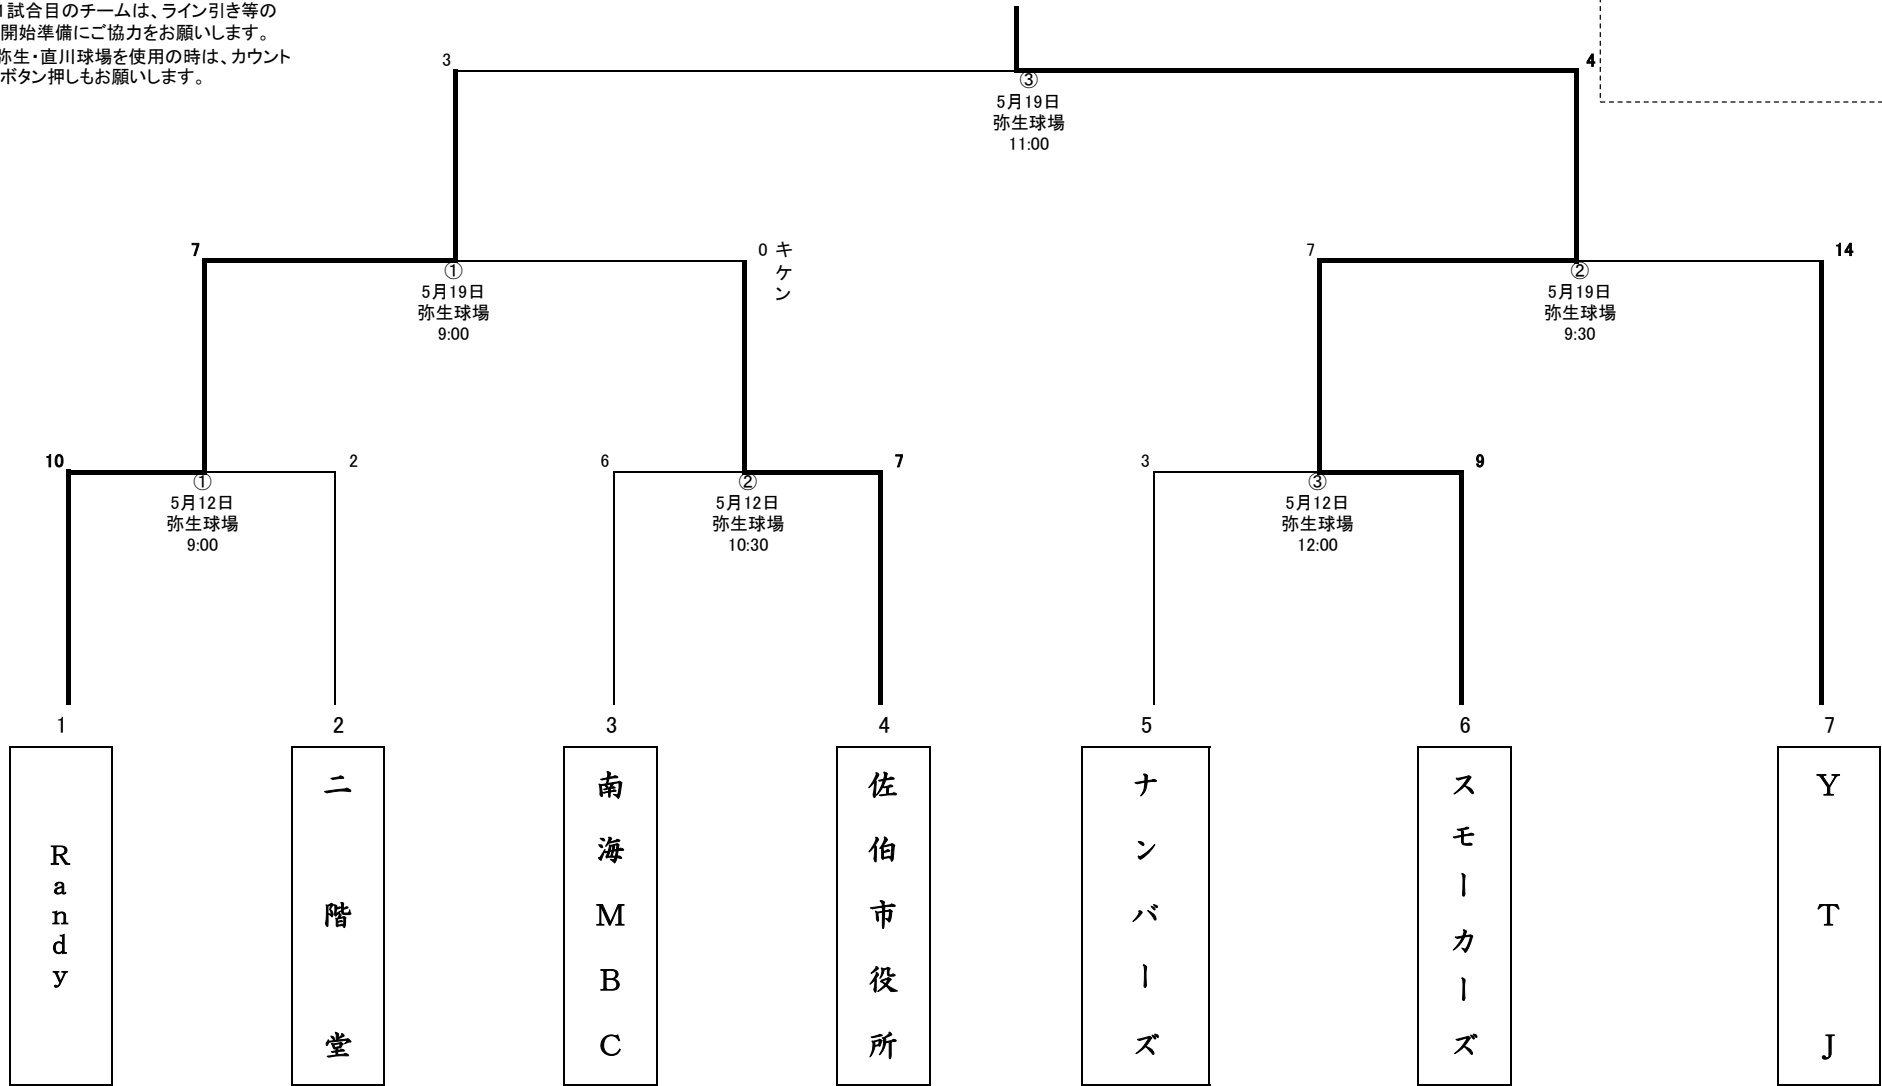 1試合目のチームは、ライン引き等の
開始準備にご協力をお願いします。
弥生・直川球場を使用の時は、カウント
ボタン押しもお願いします。
3
4
③
5月19日
弥生球場
11:00
7
0
キケン
7
14
①
5月19日
弥生球場
9:00
②
5月19日
弥生球場
9:30
10
2
6
7
3
9
①
5月12日
弥生球場
9:00
②
5月12日
弥生球場
10:30
③
5月12日
弥生球場
12:00
1
2
3
4
5
6
7
Randy
二階堂
南海MBC
佐伯市役所
ナンバーズ
スモーカーズ
YTJ